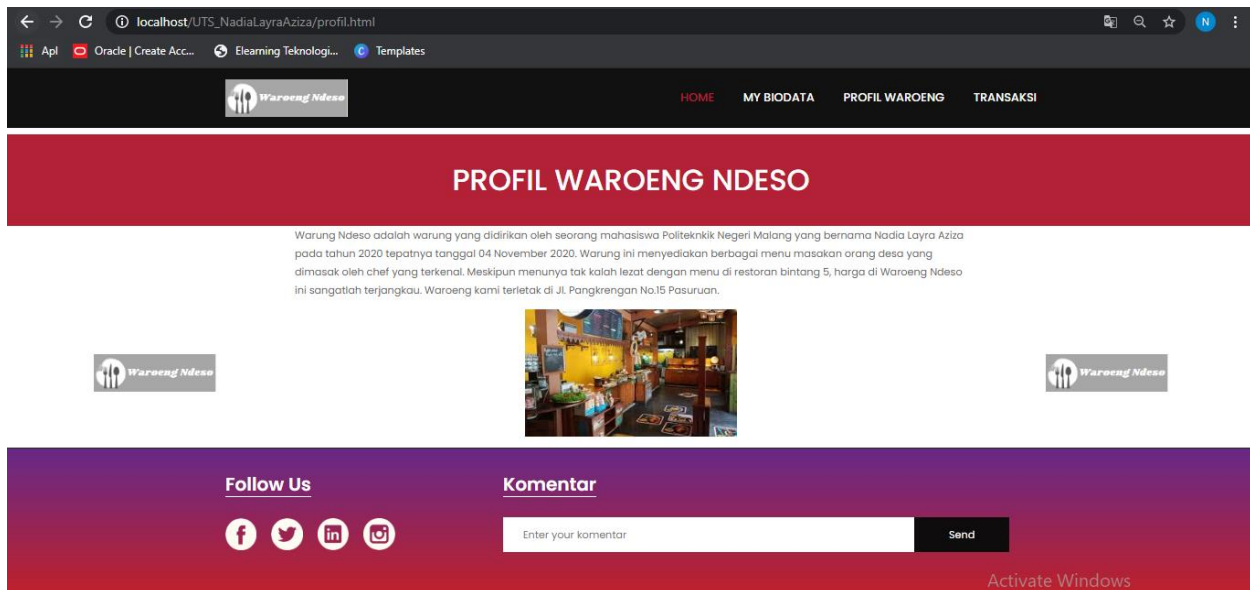 localhost/UTS_NadiaLayraAziza/profil.html
N
Apl Oracle | Create Acc... Elearning Teknologi... Templates
Waroeng Ndeso
HOME MY BIODATA PROFIL WAROENG TRANSAKSI
PROFIL WAROENG NDESO
Warung Ndeso adalah warung yang didirikan oleh seorang mahasiswa Politeknkik Negeri Malang yang bernama Nadia Layra Aziza
pada tahun 2020 tepatnya tanggal 04 November 2020. Warung ini menyediakan berbagai menu masakan orang desa yang
dimasak oleh chef yang terkenal. Meskipun menunya tak kalah lezat dengan menu di restoran bintang 5, harga di Waroeng Ndeso
ini sangatlah terjangkau. Waroeng kami terletak di Jl. Pangkrengan No.15 Pasuruan.
Waroeng Ndeso
Waroeng Ndeso
Follow Us
Komentar
Enter your komentar
Send
Activate Windows